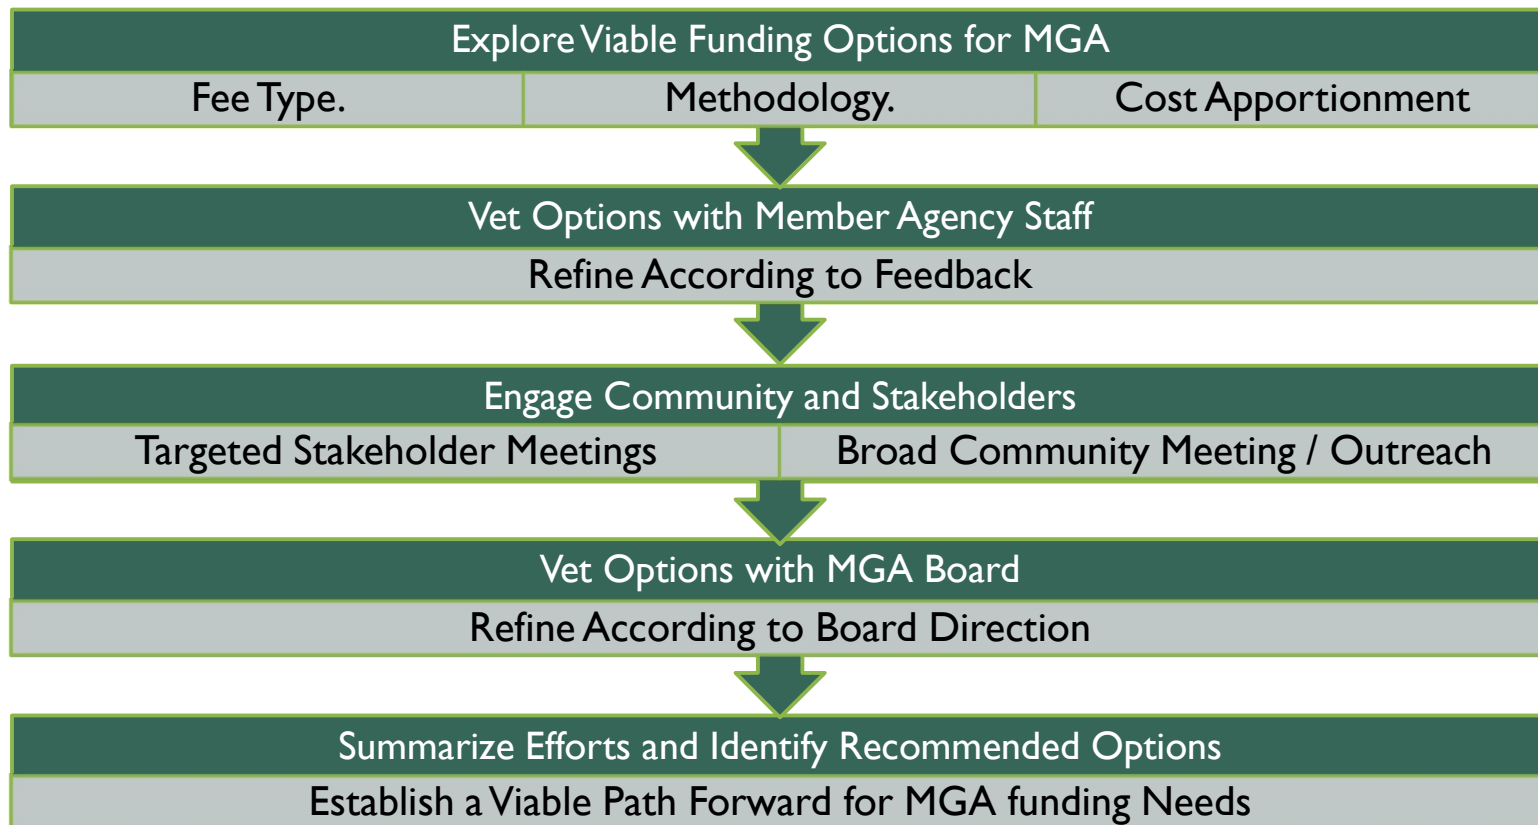 Explore Viable Funding Options for MGA
Fee Type.
Methodology.
Cost Apportionment
Vet Options with Member Agency Staff
Refine According to Feedback
Engage Community and Stakeholders
Targeted Stakeholder Meetings
Broad Community Meeting / Outreach
Vet Options with MGA Board
Refine According to Board Direction
Summarize Efforts and Identify Recommended Options
Establish a Viable Path Forward for MGA funding Needs